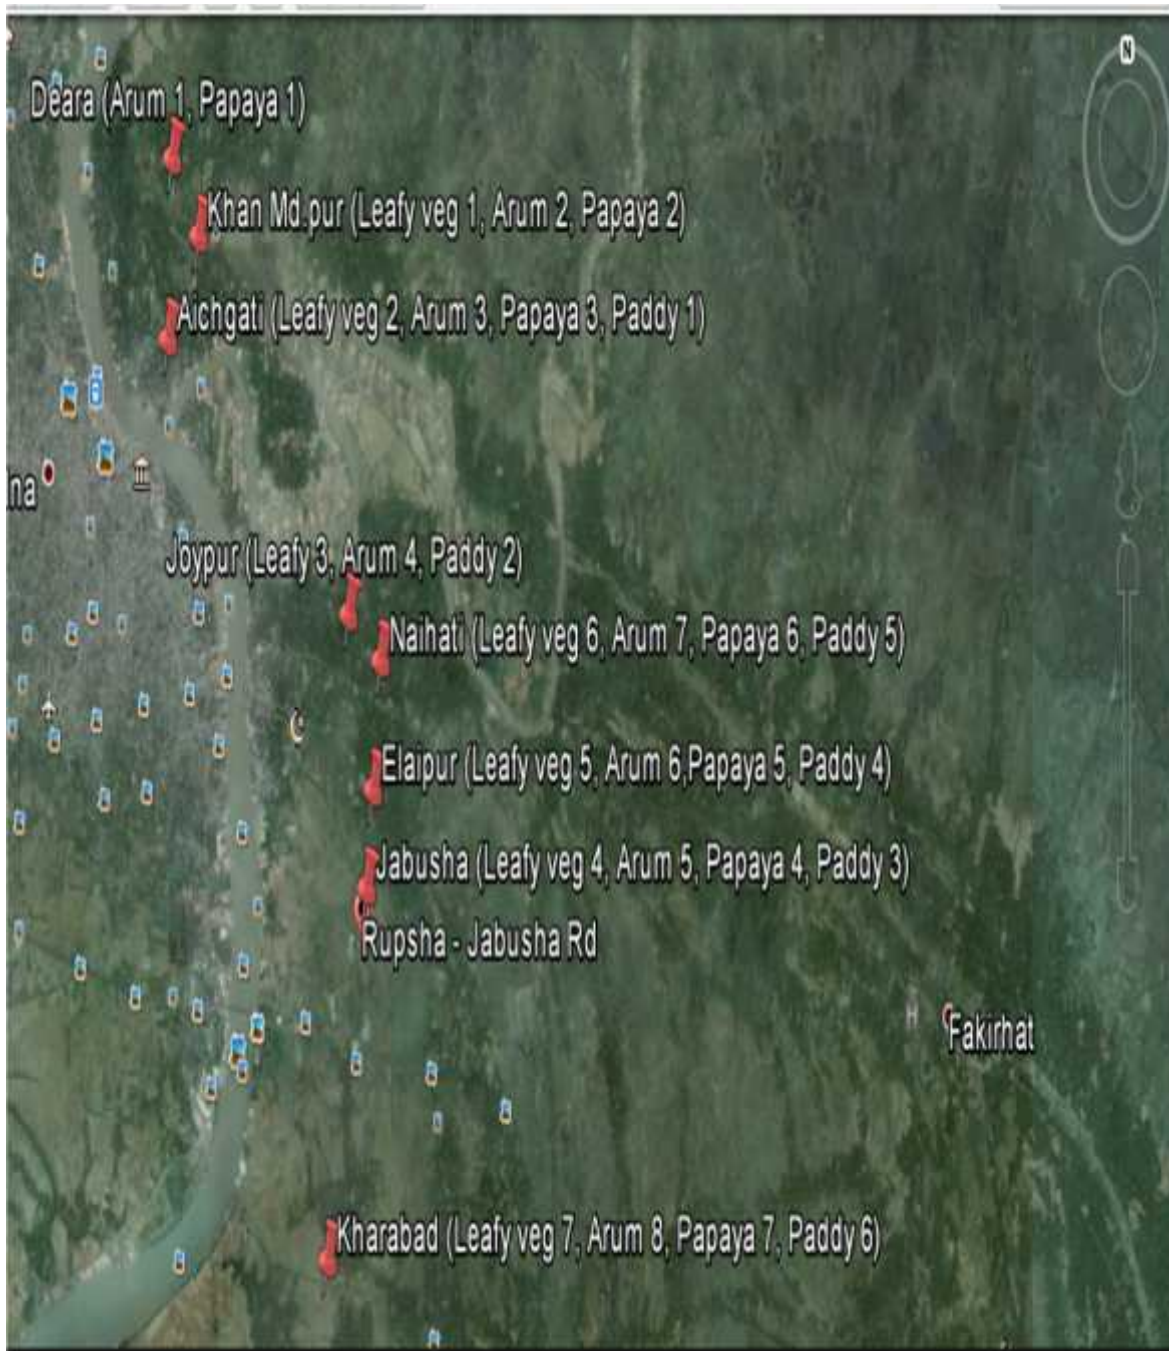 N
Deara (Arum 1, Papaya 1)
Khan Md.pur (Leafy veg 1, Arum 2, Papaya 2)
Aichgati (Leafy veg 2, Arum 3, Papaya 3, Paddy 1)
lna
Joypur (Leafy 3, Arum 4, Paddy 2)
Naihati (Leafy veg 6, Arum 7, Papaya 6, Paddy 5)
Elaipur (Leafy veg 5, Arum 6,Papaya 5, Paddy 4)
Jabusha (Leafy veg 4, Arum 5, Papaya 4, Paddy 3)
Rupsha - Jabusha Rd
H
Fakirhat
Kharabad (Leafy veg 7, Arum 8, Papaya 7, Paddy 6)